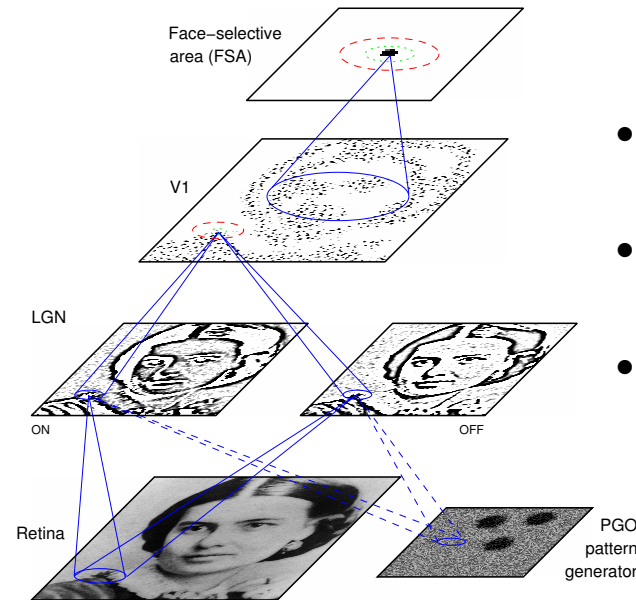 Face−selective
area (FSA)
V1
LGN
ON
OFF
Retina
PGO
pattern
generator